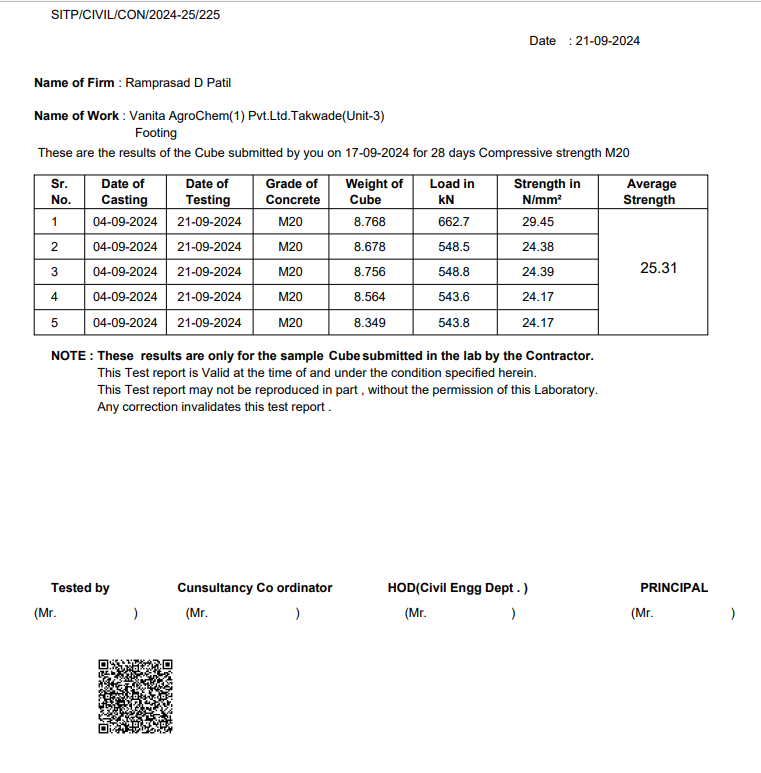 SITP/CIVIL/CON/2024-25/225
Date : 21-09-2024
Name of Firm : Ramprasad D Patil
Name of Work : Vanita AgroChem(1) Pvt.Ltd.Takwade(Unit-3)
Footing
These are the results of the Cube submitted by you on 17-09-2024 for 28 days Compressive strength M20
Sr. Date of Date of Grade of Weight of Load in Strength in Average
No. Casting Testing Concrete Cube kN N/mm² Strength
1 04-09-2024 21-09-2024 M20 8.768 662.7 29.45
2 04-09-2024 21-09-2024 M20 8.678 548.5 24.38
3 04-09-2024 21-09-2024 M20 8.756 548.8 24.39 25.31
4 04-09-2024 21-09-2024 M20 8.564 543.6 24.17
5 04-09-2024 21-09-2024 M20 8.349 543.8 24.17
NOTE : These results are only for the sample Cube submitted in the lab by the Contractor.
This Test report is Valid at the time of and under the condition specified herein.
This Test report may not be reproduced in part , without the permission of this Laboratory.
Any correction invalidates this test report .
Tested by Cunsultancy Co ordinator HOD(Civil Engg Dept . ) PRINCIPAL
(Mr. ) (Mr. ) (Mr. ) (Mr. )